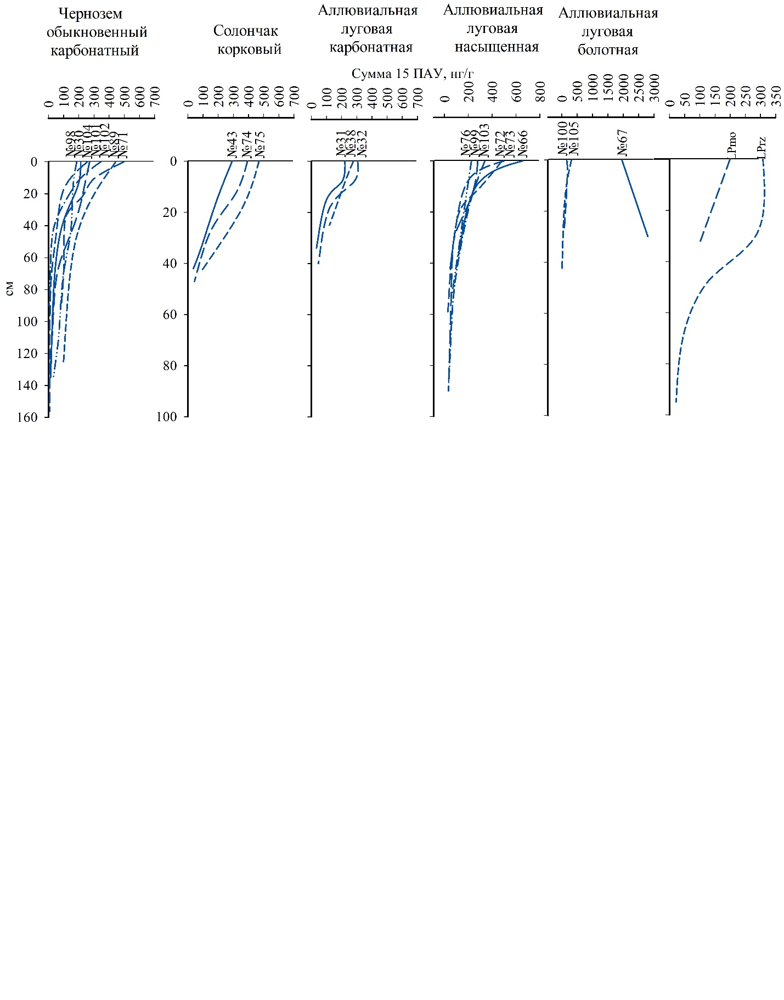 Чернозем
обыкновенный
карбонатный
Солончак
корковый
Аллювиальная
луговая
карбонатная
Аллювиальная
луговая
насыщенная
Аллювиальная
луговая
болотная
Сумма 15 ПАУ, нг/г
0 100 200 300 400 500 600 700
0 100 200 300 400 500 600 700
0 100 200 300 400 500 600 700
0 200 400 600 800
0 500 1000 1500 2000 2500 3000
0 50 100 150 200 250 300 350
№98 №30 №104 №101 №102 №89 №71
№43 №74 №75
№31 №38 №32
№76 №99 №103 №72 №73 №66
№100 №105 №67
LPmo LPrz
см
0
20
40
60
80
100
120
140
160
0
20
40
60
80
100